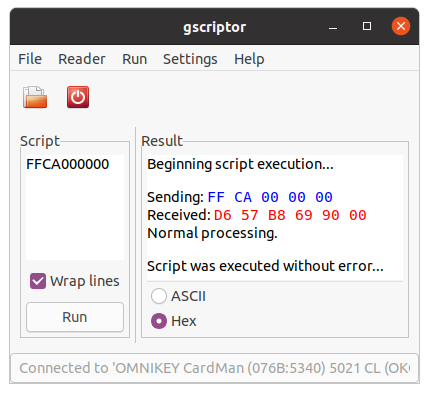 gscriptor
File Reader Run Settings Help
Script
FFCA000000
Wrap lines
Run
Result
Beginning script execution...
Sending: FF CA 00 00 00
Received: D6 57 B8 69 90 00
Normal processing.
Script was executed without error...
ASCII
Hex
Connected to 'OMNIKEY CardMan (076B:5340) 5021 CL (OK